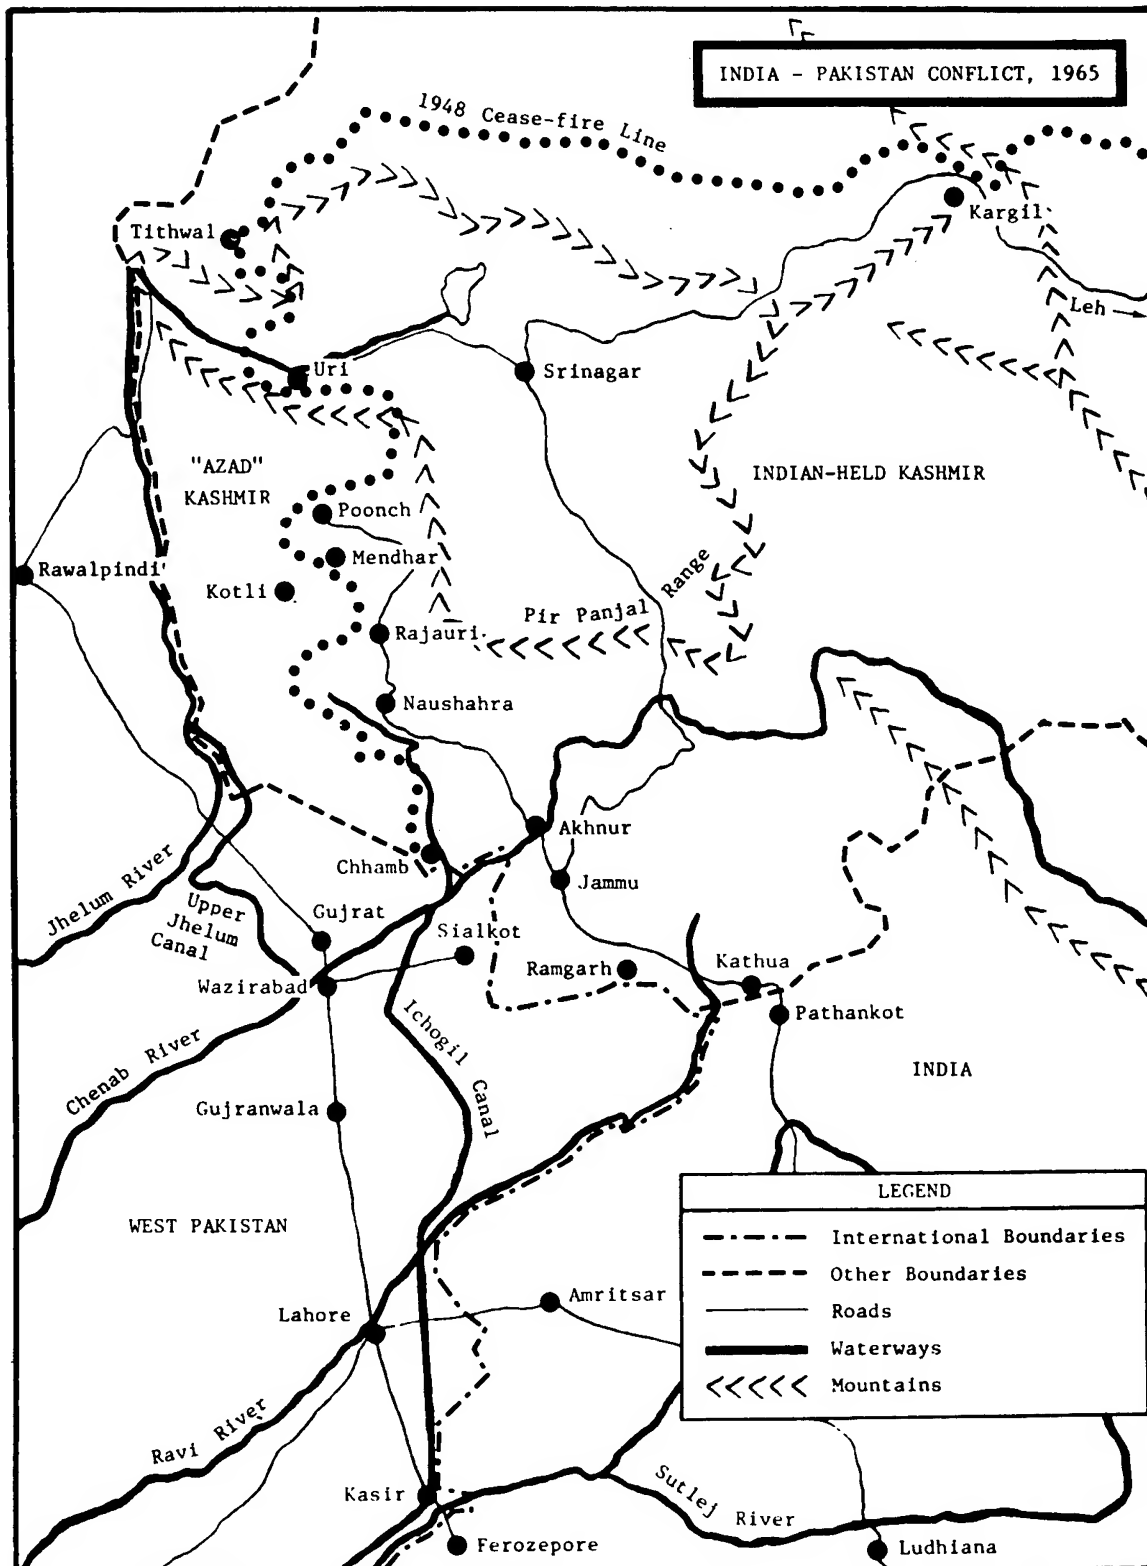 INDIA - PAKISTAN CONFLICT, 1965
1948 Cease-fire Line
Tithwal
Kargil
Leh
Uri
Srinagar
"AZAD"
KASHMIR
INDIAN-HELD KASHMIR
Poonch
Mendhar
Rawalpindi
Kotli
Pir Panjal Range
Rajauri
Naushahra
Akhnur
Chhamb
Jammu
Jhelum River
Upper
Jhelum
Canal
Gujrat
Sialkot
Ramgarh
Kathua
Wazirabad
Pathankot
Ichogil Canal
Chenab River
INDIA
Gujranwala
WEST PAKISTAN
LEGEND
International Boundaries
Other Boundaries
Roads
Waterways
Mountains
Amritsar
Lahore
Ravi River
Kasir
Sutlej River
Ferozepore
Ludhiana